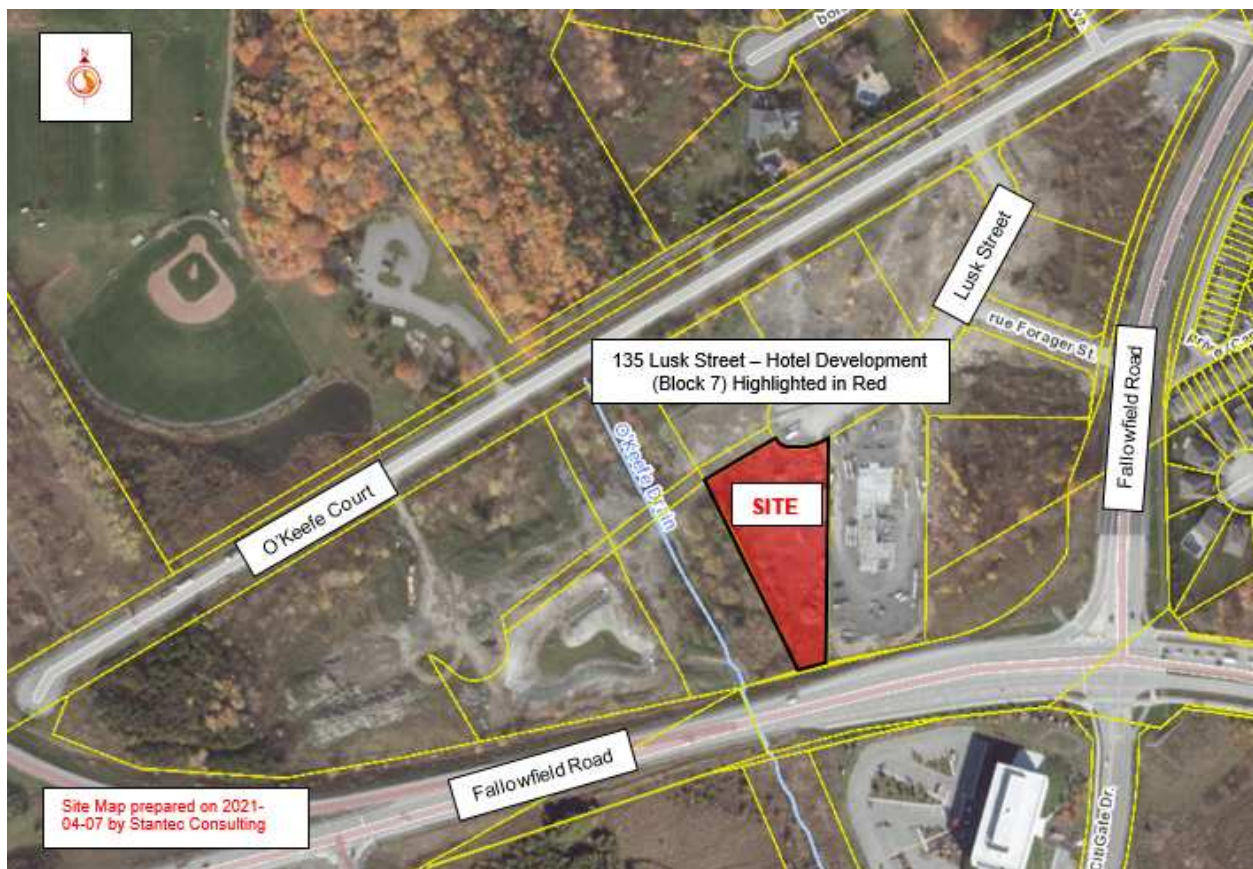 N
Lusk Street
rue Forager St.
135 Lusk Street – Hotel Development
(Block 7) Highlighted in Red
Fallowfield Road
O'Keefe Drain
O'Keefe Court
SITE
Fallowfield Road
Site Map prepared on 2021-
04-07 by Stantec Consulting
CitiGate Dr.